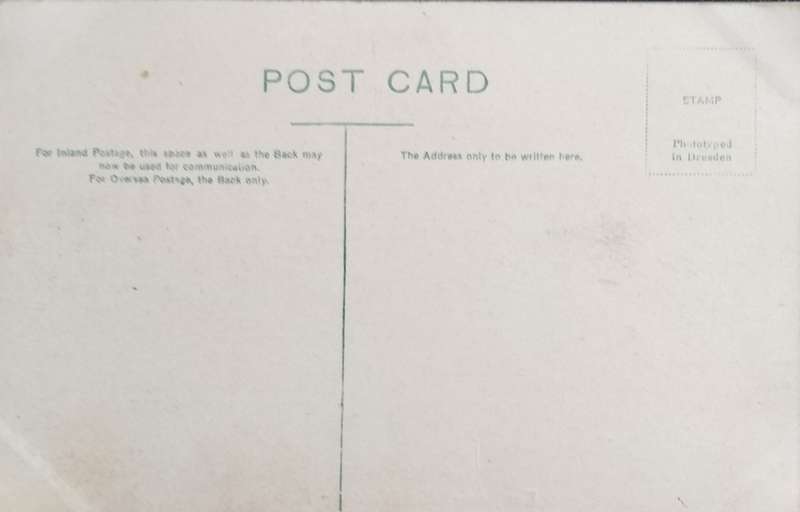 POST CARD
For Inland Postage, this space as well as the Back may
now be used for communication.
For Oversea Postage, the Back only.
The Address only to be written here.
STAMP
Phototyped
in Dresden